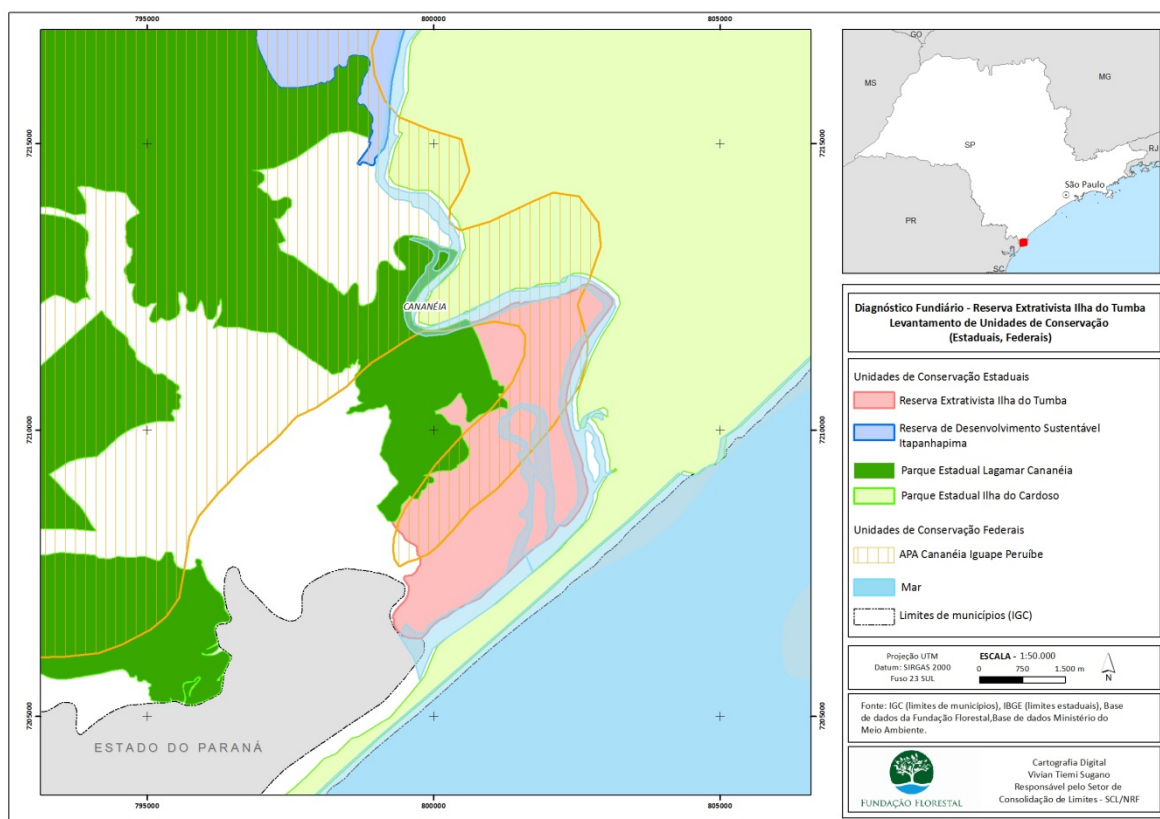 795000
800000
805000
7215000
7215000
7210000
7210000
7205000
7205000
795000
800000
805000
CANANÉIA
ESTADO DO PARANÁ
GO
MS
MG
SP
RJ
São Paulo
PR
SC
Diagnóstico Fundiário - Reserva Extrativista Ilha do Tumba
Levantamento de Unidades de Conservação
(Estaduais, Federais)
Unidades de Conservação Estaduais
Reserva Extrativista Ilha do Tumba
Reserva de Desenvolvimento Sustentável
Itapanhapima
Parque Estadual Lagamar Cananéia
Parque Estadual Ilha do Cardoso
Unidades de Conservação Federais
APA Cananéia Iguape Peruíbe
Mar
Limites de municípios (IGC)
Projeção UTM
Datum: SIRGAS 2000
Fuso 23 SUL
ESCALA - 1:50.000
0 750 1.500 m
N
Fonte: IGC (limites de municípios), IBGE (limites estaduais), Base
de dados da Fundação Florestal,Base de dados Ministério do
Meio Ambiente.
FUNDAÇÃO FLORESTAL
Cartografia Digital
Vivian Tiemi Sugano
Responsável pelo Setor de
Consolidação de Limites - SCL/NRF